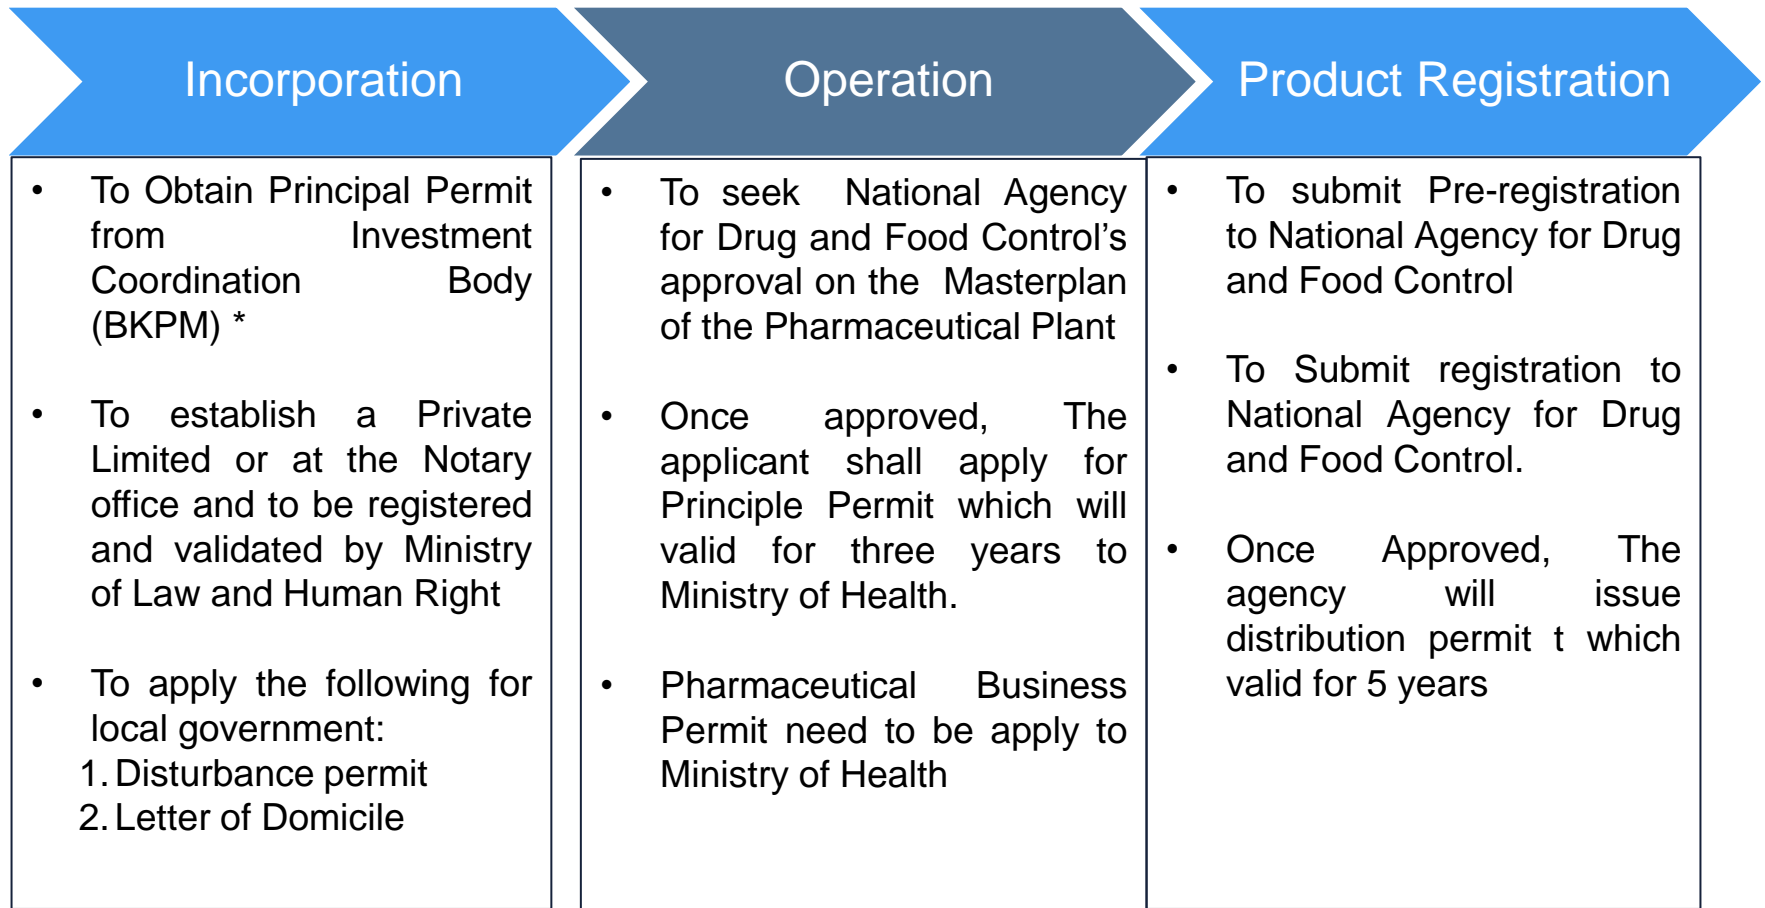 Incorporation
Operation
Product Registration
• To Obtain Principal Permit
from Investment
Coordination Body
(BKPM) *
• To establish a Private
Limited or at the Notary
office and to be registered
and validated by Ministry
of Law and Human Right
• To apply the following for
local government:
1. Disturbance permit
2. Letter of Domicile
• To seek National Agency
for Drug and Food Control’s
approval on the Masterplan
of the Pharmaceutical Plant
• Once approved, The
applicant shall apply for
Principle Permit which will
valid for three years to
Ministry of Health.
• Pharmaceutical Business
Permit need to be apply to
Ministry of Health
• To submit Pre-registration
to National Agency for Drug
and Food Control
• To Submit registration to
National Agency for Drug
and Food Control.
• Once Approved, The
agency will issue
distribution permit t which
valid for 5 years